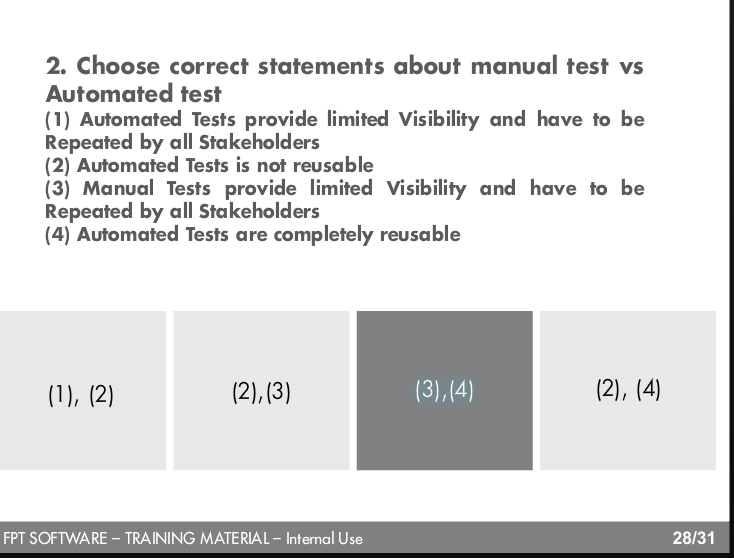 2. Choose correct statements about manual test vs
Automated test
(1) Automated Tests provide limited Visibility and have to be
Repeated by all Stakeholders
(2) Automated Tests is not reusable
(3) Manual Tests provide limited Visibility and have to be
Repeated by all Stakeholders
(4) Automated Tests are completely reusable
(1), (2)
(2),(3)
(3),(4)
(2), (4)
FPT SOFTWARE – TRAINING MATERIAL – Internal Use
28/31